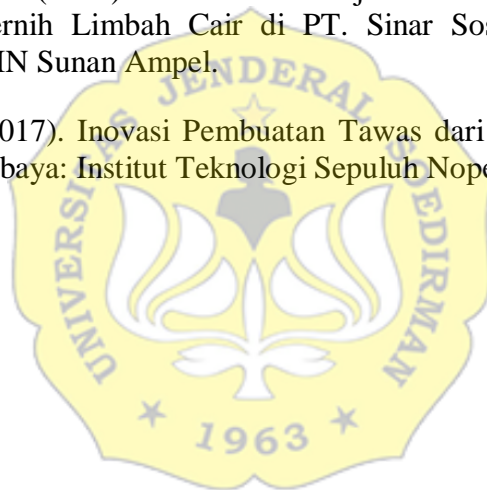 ernih Limbah Cair di PT. Sinar Sos
IN Sunan Ampel.
017). Inovasi Pembuatan Tawas dari
baya: Institut Teknologi Sepuluh Nope
UNIVERSITAS JENDERAL SOEDIRMAN
1963